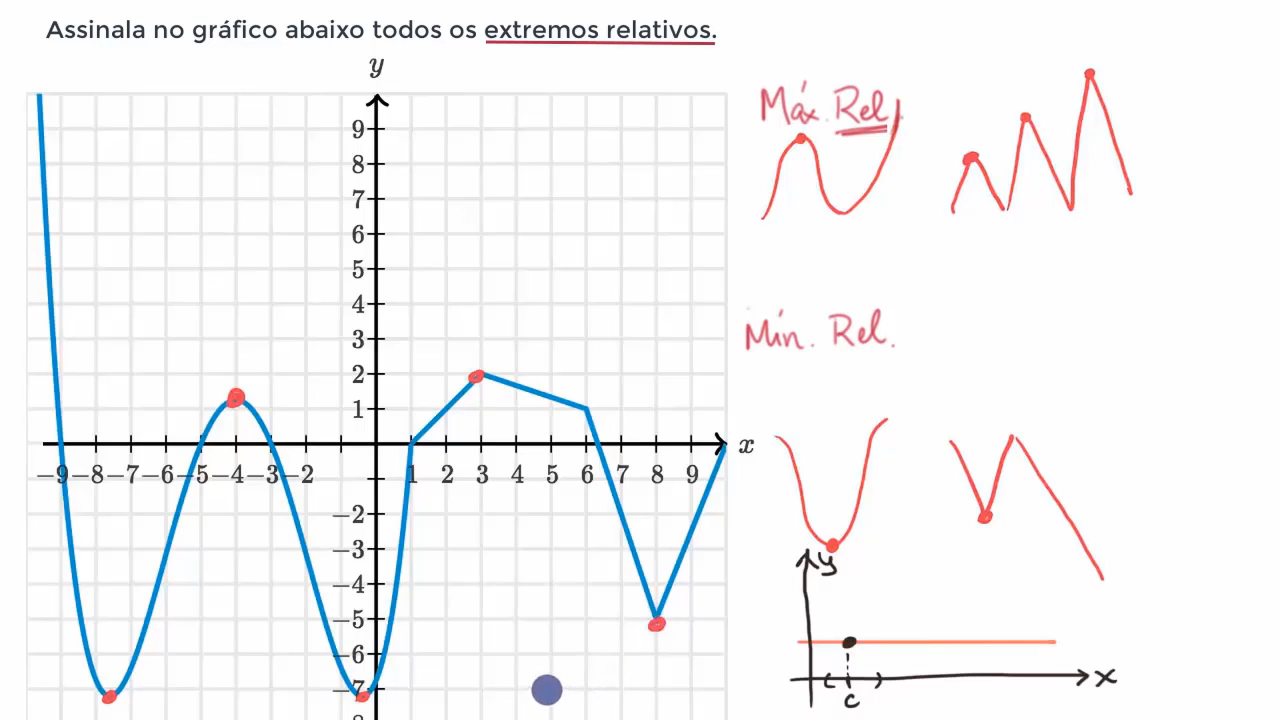 Assinala no gráfico abaixo todos os extremos relativos.
y
9
8
7
6
5
4
3
2
1
−9 −8 −7 −6 −5 −4 −3 −2 1 2 3 4 5 6 7 8 9 x
−2
−3
−4
−5
−6
−7
Máx. Rel.
Mín. Rel.
y
x
c